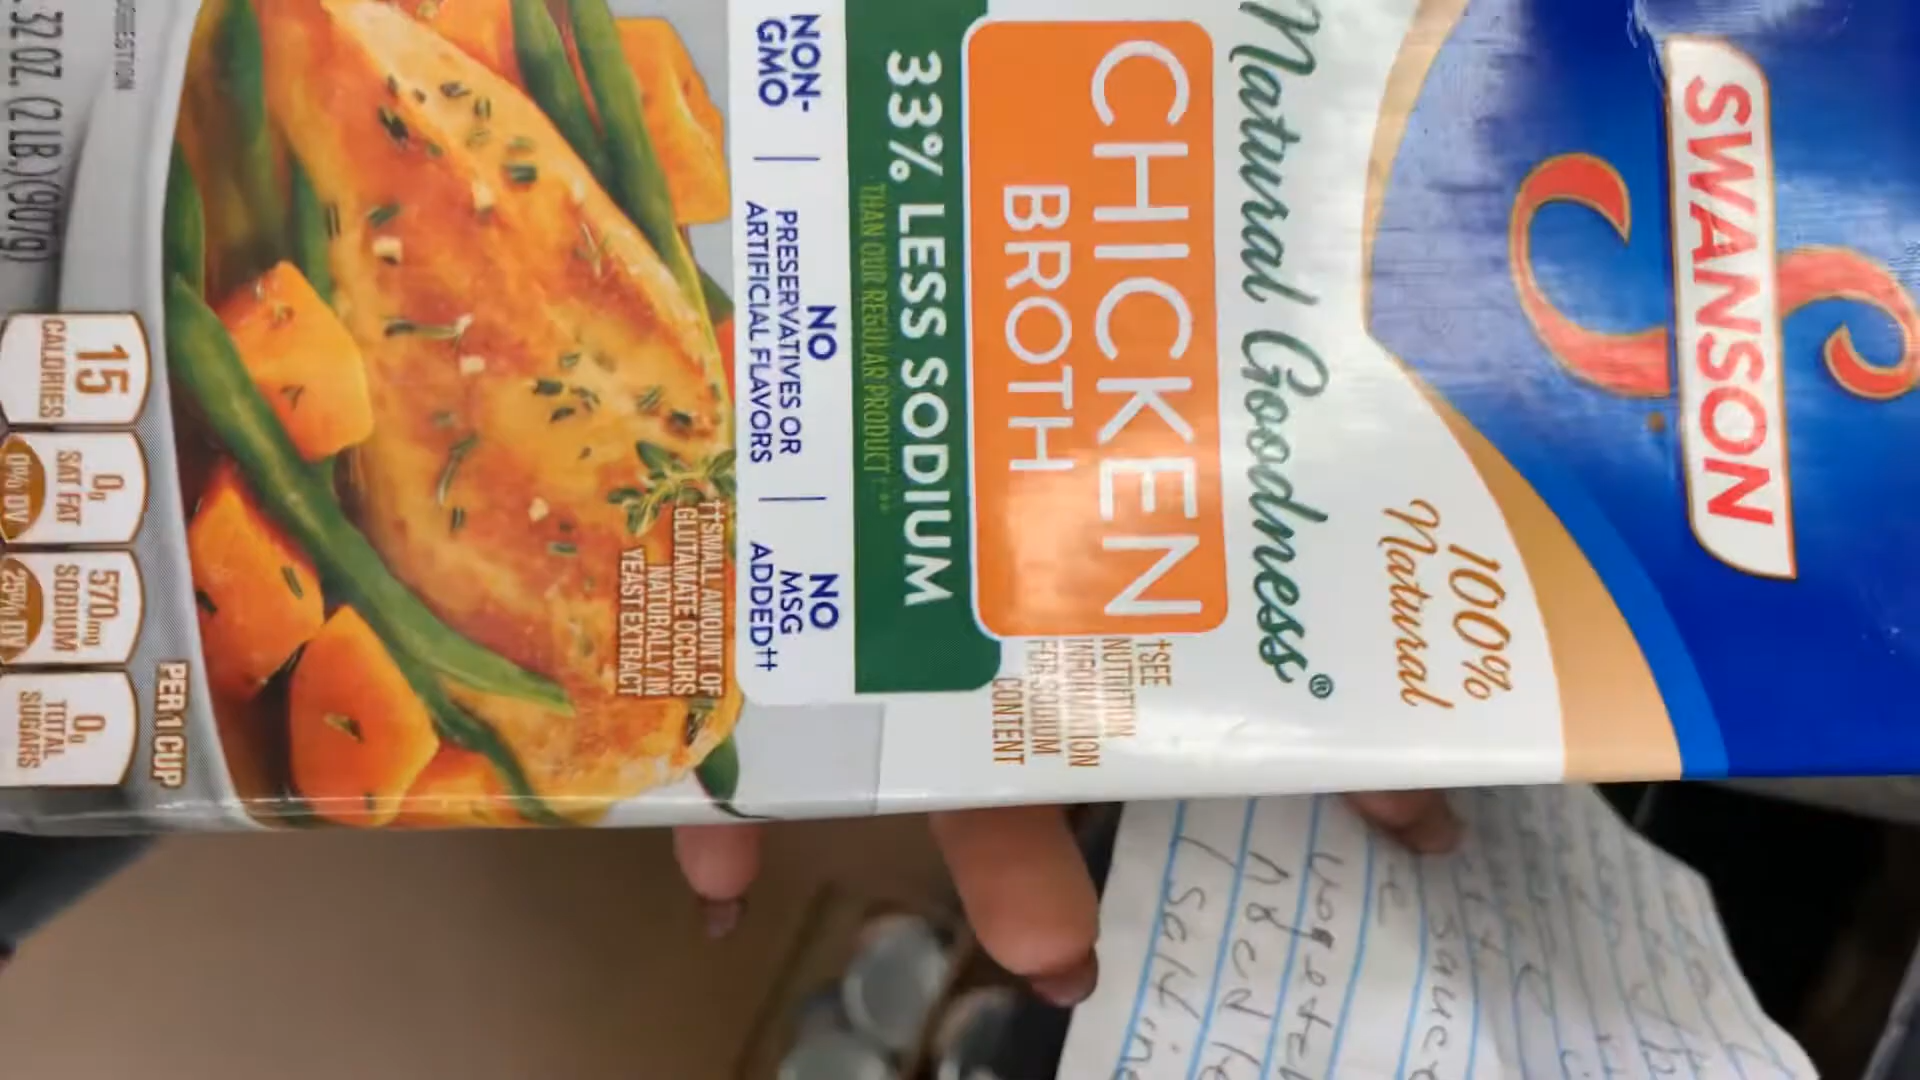 SWANSON
100%
Natural
Natural Goodness®
CHICKEN
BROTH
†SEE
NUTRITION
INFORMATION
FOR SODIUM
CONTENT
33% LESS SODIUM
THAN OUR REGULAR PRODUCT†**
NON-
GMO
NO
PRESERVATIVES OR
ARTIFICIAL FLAVORS
NO
MSG
ADDED††
††SMALL AMOUNT OF
GLUTAMATE OCCURS
NATURALLY IN
YEAST EXTRACT
PER 1 CUP
15
CALORIES
0g
SAT FAT
0% DV
570mg
SODIUM
25% DV
0g
TOTAL
SUGARS
32 OZ. (2 LB.) (907g)
sauce